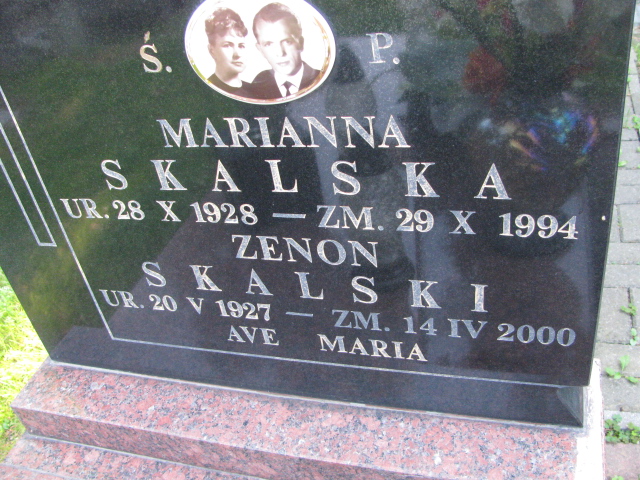 Ś. P.
MARIANNA
SKALSKA
UR. 28 X 1928 — ZM. 29 X 1994
ZENON
SKALSKI
UR. 20 V 1927 — ZM. 14 IV 2000
AVE MARIA